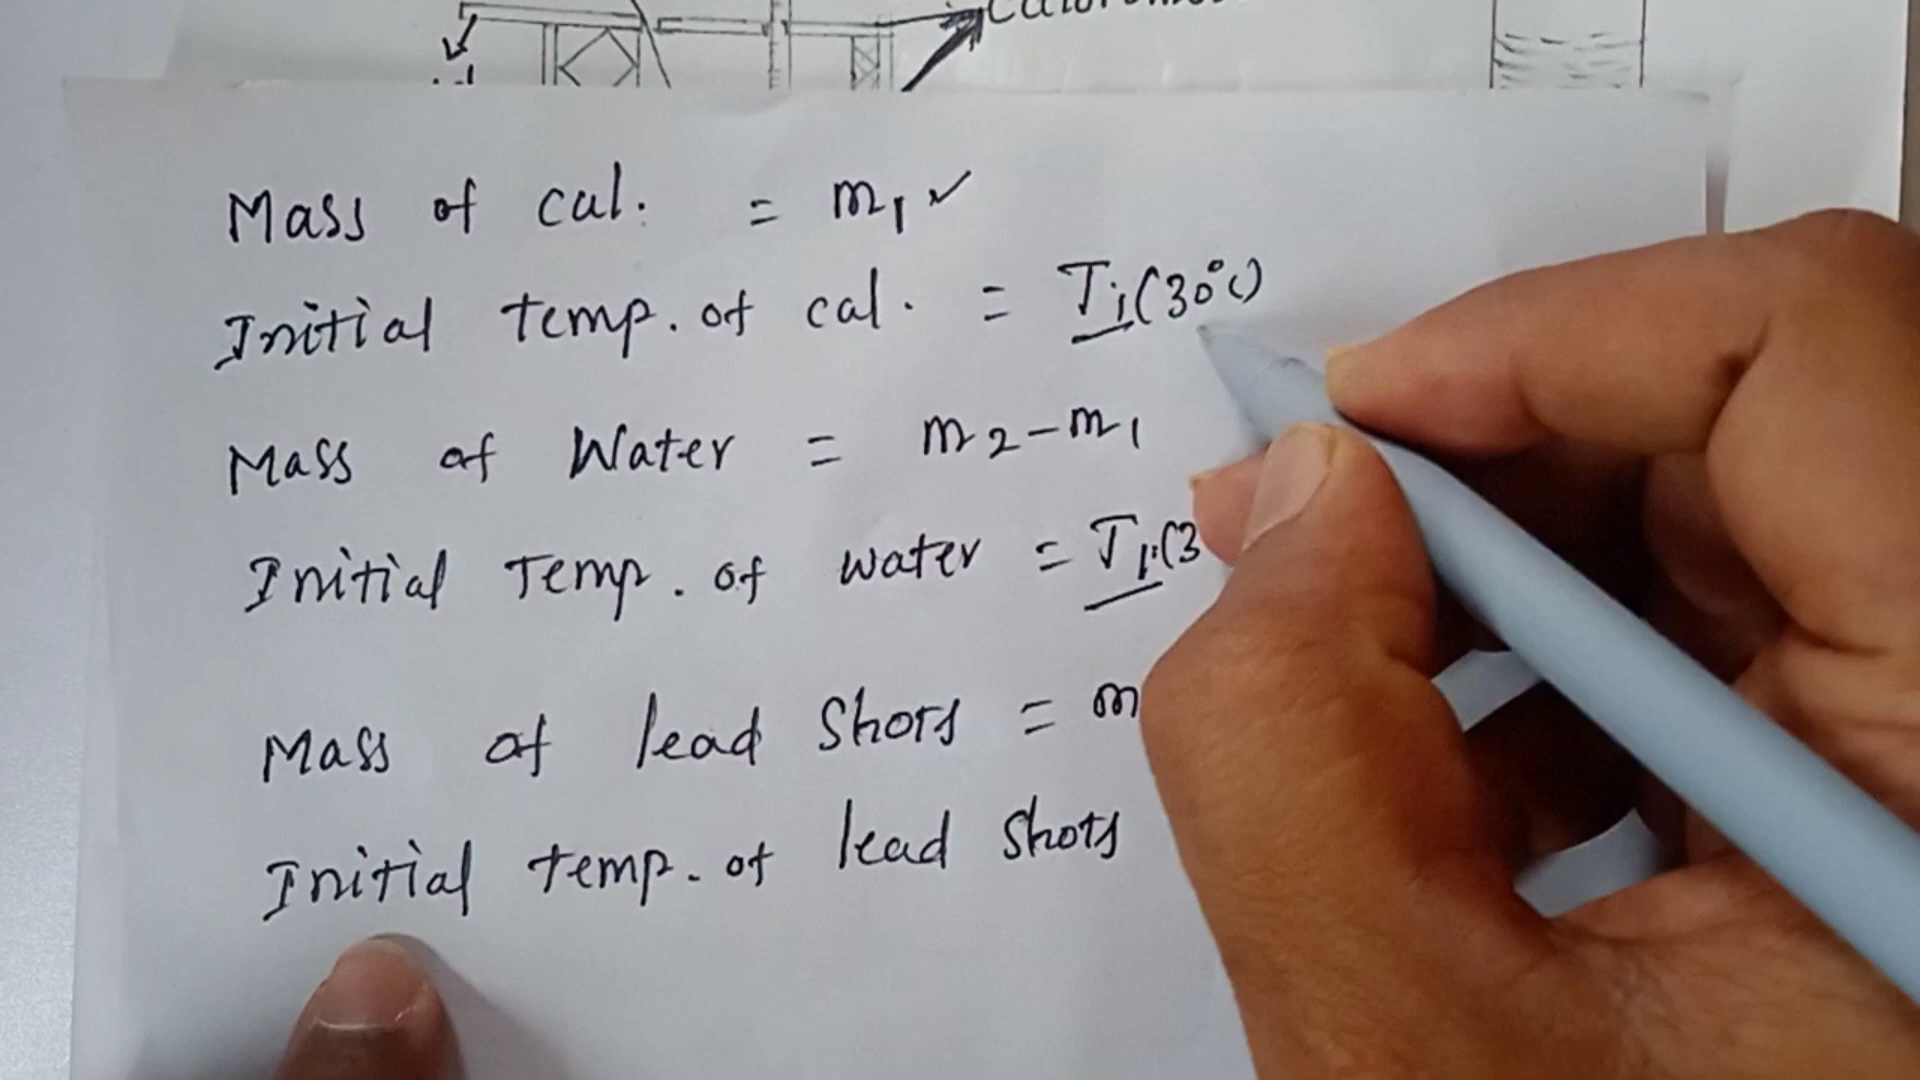 Mass of cal. = m₁ ✓
Initial temp. of cal. = T₁(30°C)
Mass of Water = m₂-m₁
Initial Temp. of water = T₁(3
Mass of lead Shots = m
Initial temp. of lead Shots